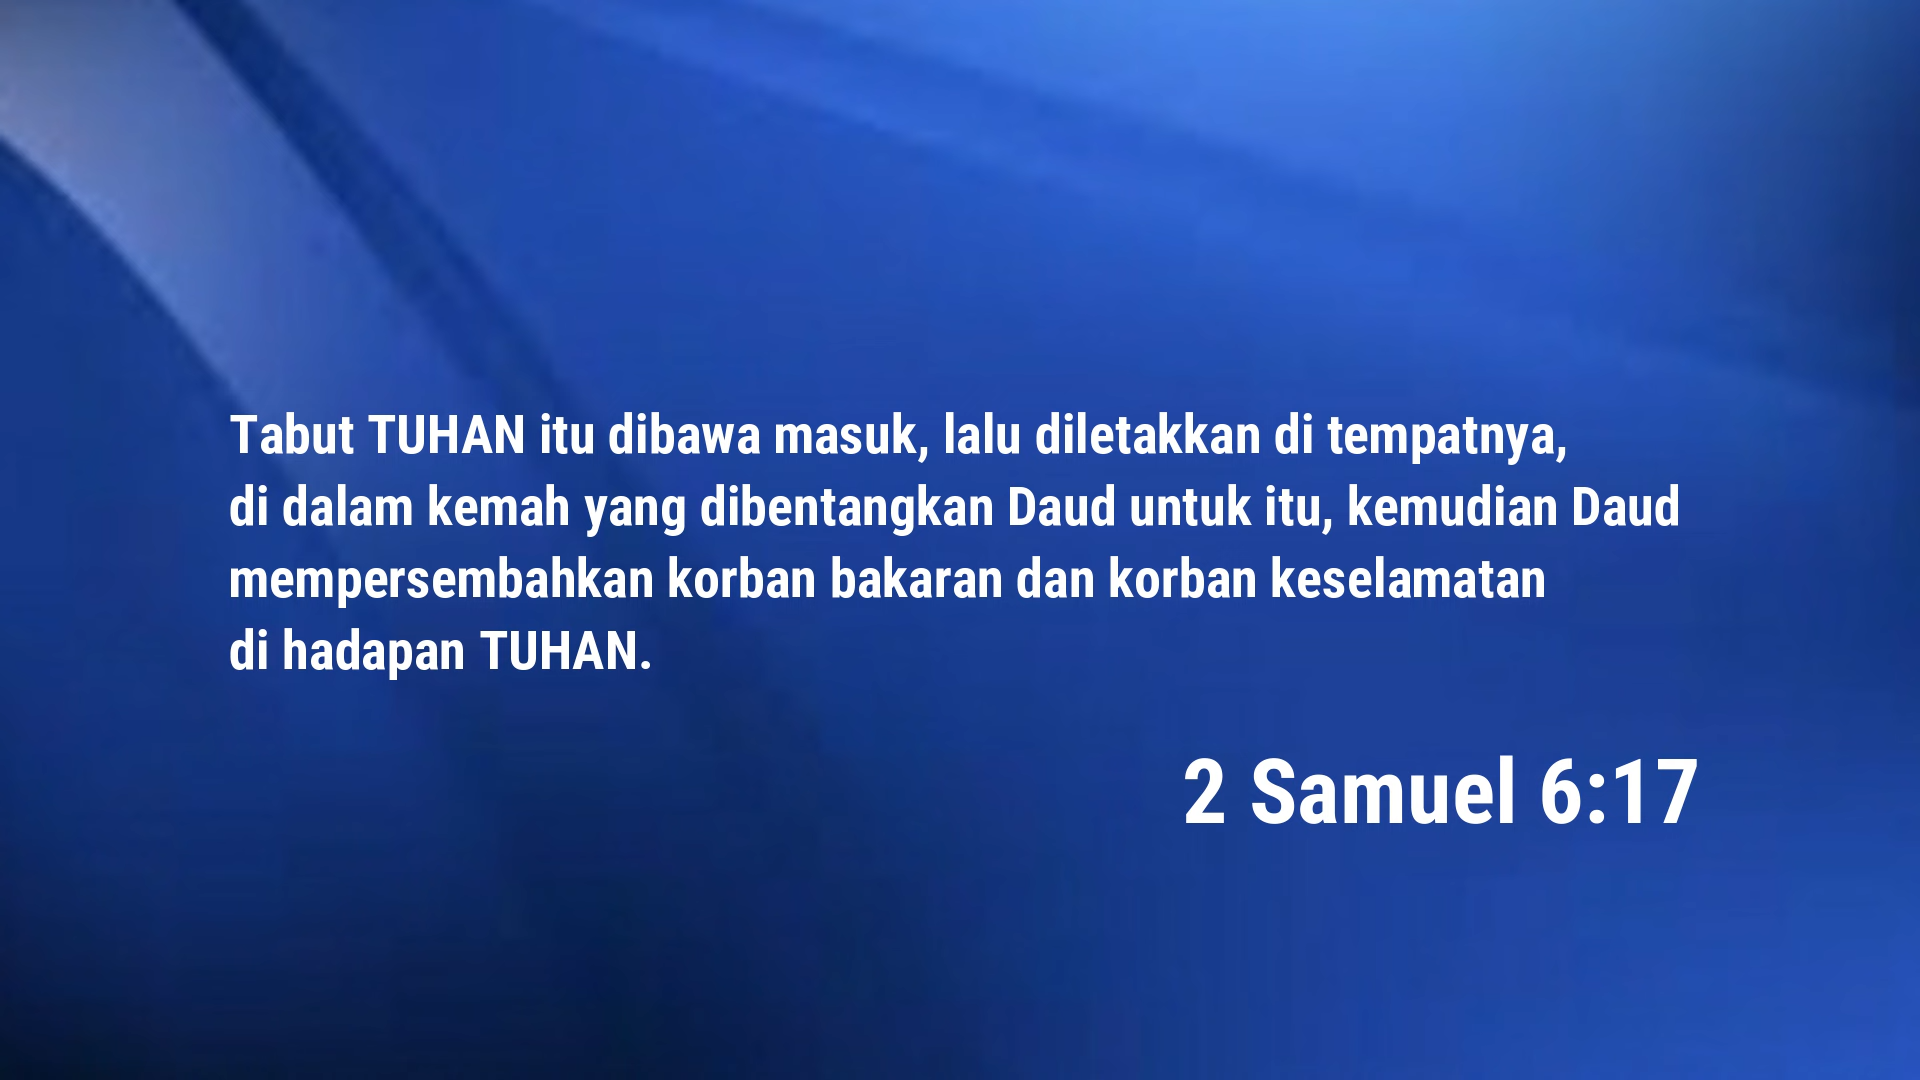 Tabut TUHAN itu dibawa masuk, lalu diletakkan di tempatnya,
di dalam kemah yang dibentangkan Daud untuk itu, kemudian Daud
mempersembahkan korban bakaran dan korban keselamatan
di hadapan TUHAN.
2 Samuel 6:17